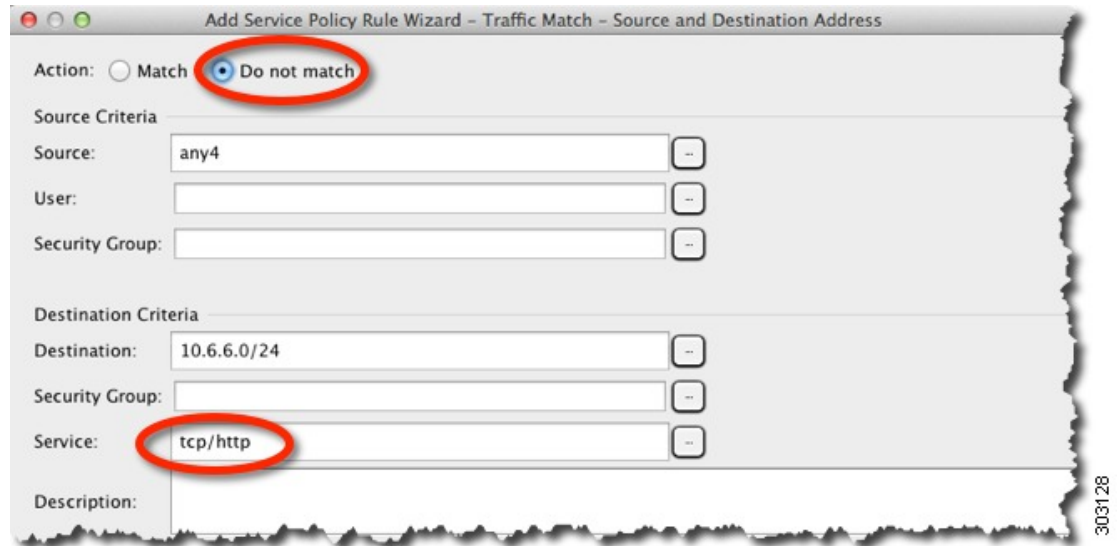 Add Service Policy Rule Wizard – Traffic Match – Source and Destination Address
Action: Match Do not match
Source Criteria
Source: any4 ...
User: ...
Security Group: ...
Destination Criteria
Destination: 10.6.6.0/24 ...
Security Group: ...
Service: tcp/http ...
Description:
303128